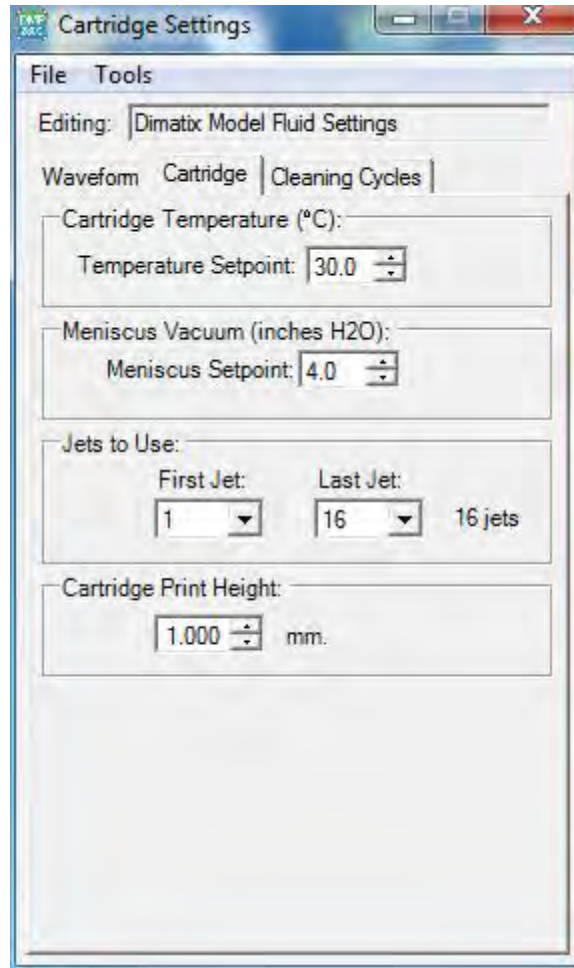 Cartridge Settings
File Tools
Editing: Dimatix Model Fluid Settings
Waveform Cartridge Cleaning Cycles
Cartridge Temperature (ºC):
Temperature Setpoint: 30.0
Meniscus Vacuum (inches H2O):
Meniscus Setpoint: 4.0
Jets to Use:
First Jet: Last Jet:
1 16 16 jets
Cartridge Print Height:
1.000 mm.